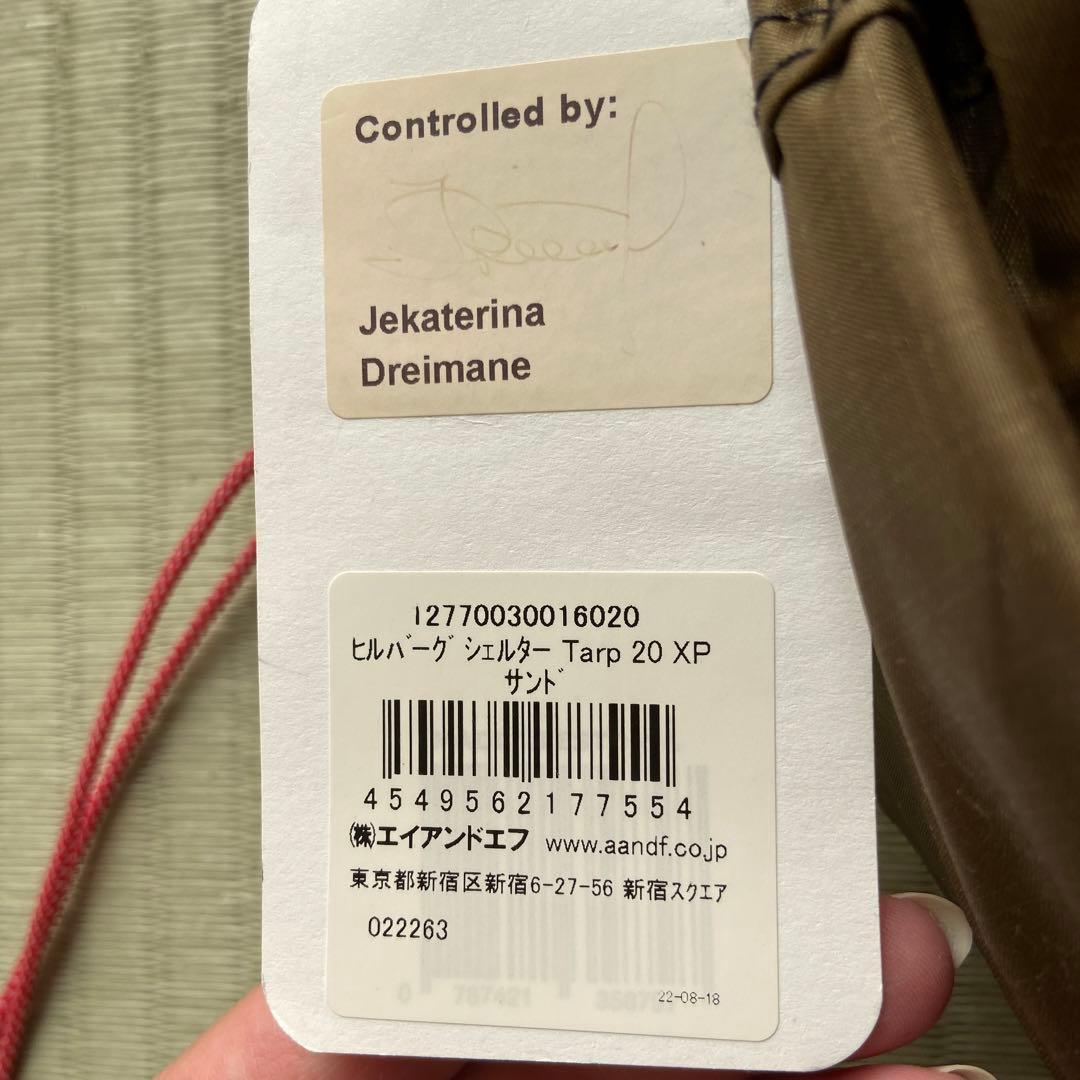 Controlled by:
Jekaterina
Dreimane
12770030016020
ﾋﾙﾊﾞｰｸﾞ ｼｪﾙﾀｰ Tarp 20 XP
ｻﾝﾄﾞ
4549562177554
㈱エイアンドエフ www.aandf.co.jp
東京都新宿区新宿6-27-56 新宿スクエア
022263
22-08-18